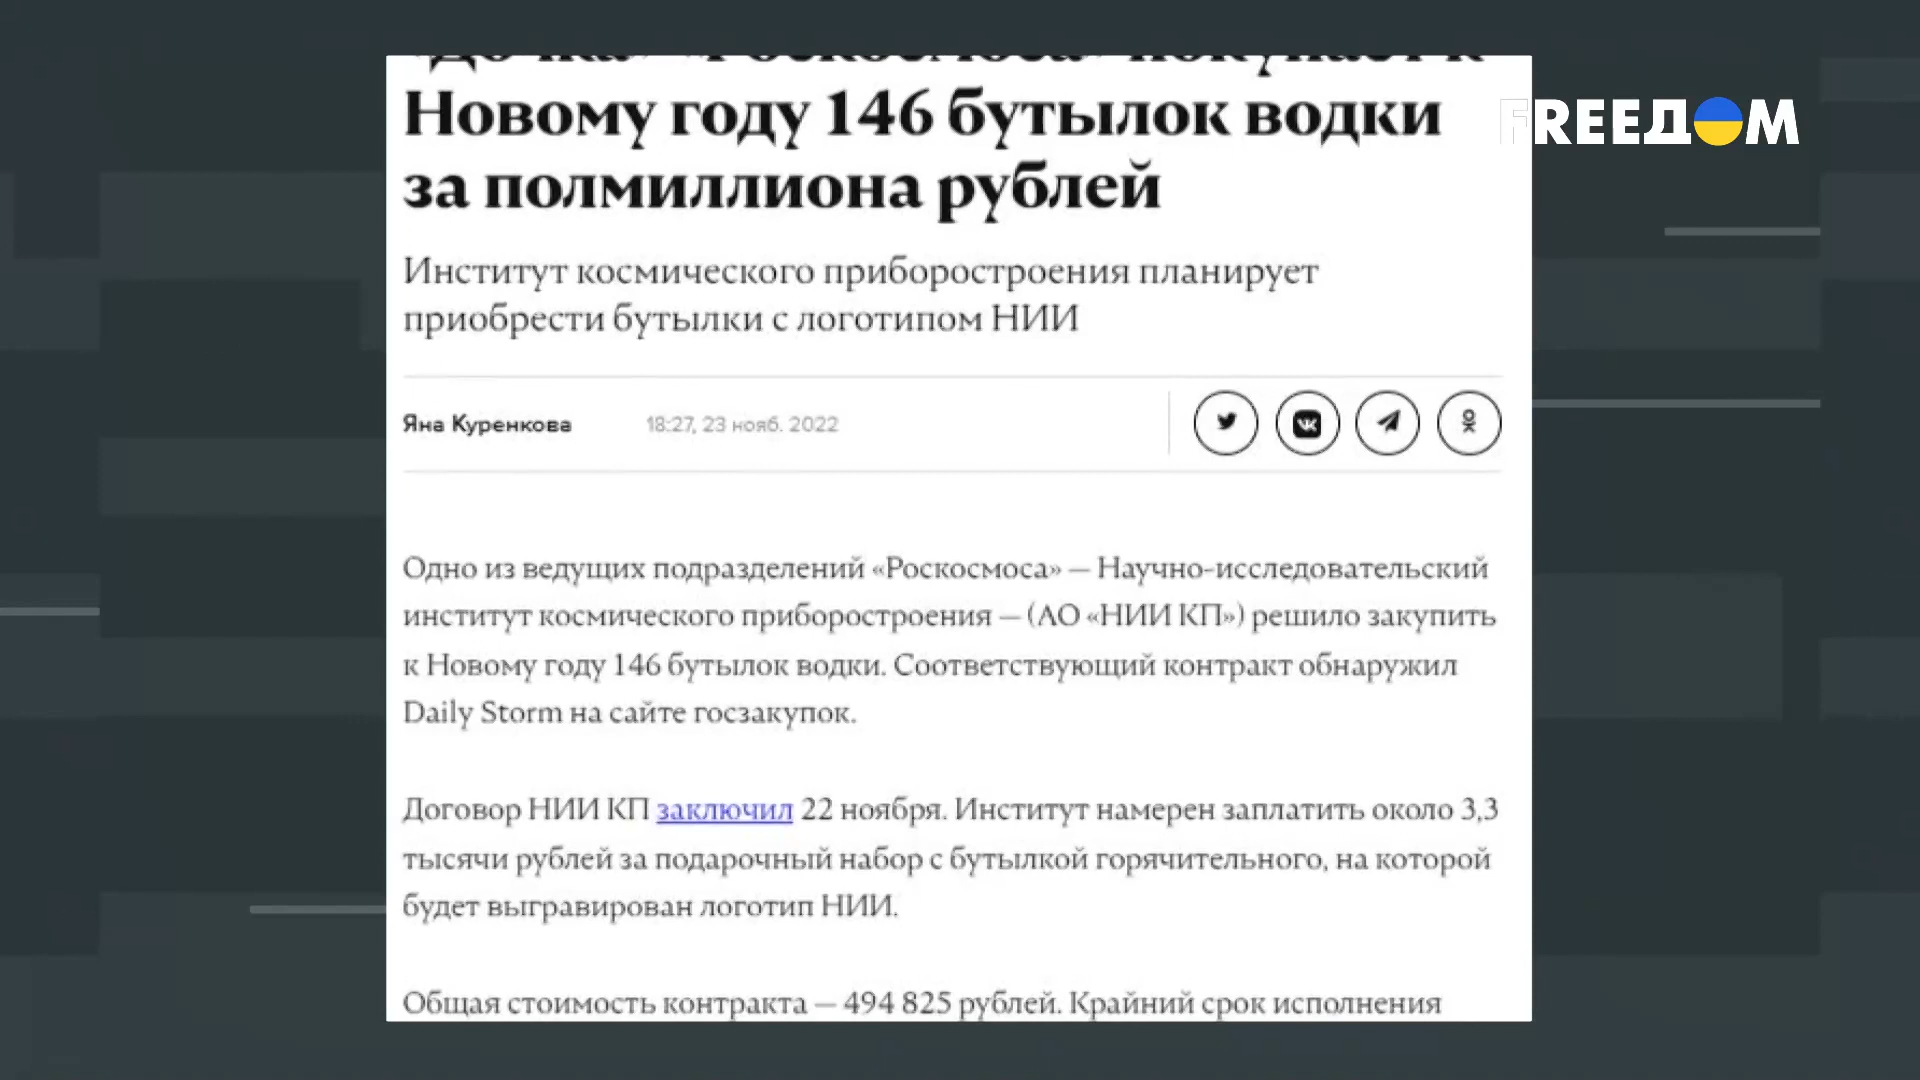 «Дочка» «Роскосмоса» покупает к
Новому году 146 бутылок водки
за полмиллиона рублей
FREEДОМ
Институт космического приборостроения планирует
приобрести бутылки с логотипом НИИ
Яна Куренкова 18:27, 23 нояб. 2022
Одно из ведущих подразделений «Роскосмоса» — Научно-исследовательский
институт космического приборостроения — (АО «НИИ КП») решило закупить
к Новому году 146 бутылок водки. Соответствующий контракт обнаружил
Daily Storm на сайте госзакупок.
Договор НИИ КП заключил 22 ноября. Институт намерен заплатить около 3,3
тысячи рублей за подарочный набор с бутылкой горячительного, на которой
будет выгравирован логотип НИИ.
Общая стоимость контракта — 494 825 рублей. Крайний срок исполнения